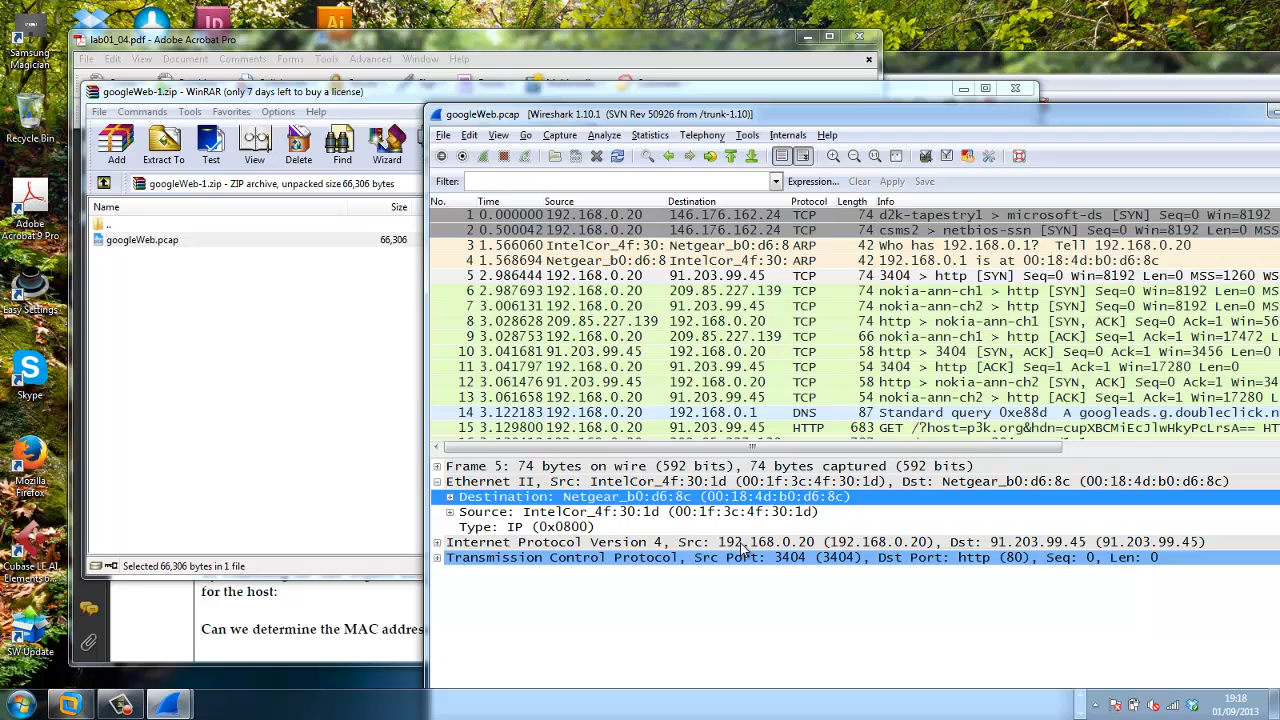 Samsung
Magician
Recycle Bin
Adobe
Acrobat 9
Easy Settings
Skype
Mozilla
Firefox
Cubase LE AI
Elements ...
SW Update
Id
Ai
lab01_04.pdf - Adobe Acrobat Pro
File Edit View Document Comments Forms Tools Advanced Window Help
googleWeb-1.zip - WinRAR (only 7 days left to buy a license)
File Commands Tools Favorites Options Help
Add Extract To Test View Delete Find Wizard
googleWeb-1.zip - ZIP archive, unpacked size 66,306 bytes
Name Size
..
googleWeb.pcap 66,306
Selected 66,306 bytes in 1 file
for the host:
Can we determine the MAC addres
googleWeb.pcap [Wireshark 1.10.1 (SVN Rev 50926 from /trunk-1.10)]
File Edit View Go Capture Analyze Statistics Telephony Tools Internals Help
Filter: Expression... Clear Apply Save
No. Time Source Destination Protocol Length Info
1 0.000000 192.168.0.20 146.176.162.24 TCP 74 d2k-tapestry1 > microsoft-ds [SYN] Seq=0 Win=8192
2 0.500042 192.168.0.20 146.176.162.24 TCP 74 csms2 > netbios-ssn [SYN] Seq=0 Win=8192 Len=0 MSS
3 1.566060 IntelCor_4f:30: Netgear_b0:d6:8 ARP 42 Who has 192.168.0.1? Tell 192.168.0.20
4 1.568694 Netgear_b0:d6:8 IntelCor_4f:30: ARP 42 192.168.0.1 is at 00:18:4d:b0:d6:8c
5 2.986444 192.168.0.20 91.203.99.45 TCP 74 3404 > http [SYN] Seq=0 Win=8192 Len=0 MSS=1260 WS
6 2.987693 192.168.0.20 209.85.227.139 TCP 74 nokia-ann-ch1 > http [SYN] Seq=0 Win=8192 Len=0 M
7 3.006131 192.168.0.20 91.203.99.45 TCP 74 nokia-ann-ch2 > http [SYN] Seq=0 Win=8192 Len=0 M
8 3.028628 209.85.227.139 192.168.0.20 TCP 74 http > nokia-ann-ch1 [SYN, ACK] Seq=0 Ack=1 Win=56
9 3.028786 192.168.0.20 209.85.227.139 TCP 66 nokia-ann-ch1 > http [ACK] Seq=1 Ack=1 Win=17472 L
10 3.041681 91.203.99.45 192.168.0.20 TCP 58 http > 3404 [SYN, ACK] Seq=0 Ack=1 Win=3456 Len=0
11 3.041797 192.168.0.20 91.203.99.45 TCP 54 3404 > http [ACK] Seq=1 Ack=1 Win=17280 Len=0
12 3.061476 91.203.99.45 192.168.0.20 TCP 58 http > nokia-ann-ch2 [SYN, ACK] Seq=0 Ack=1 Win=34
13 3.061658 192.168.0.20 91.203.99.45 TCP 54 nokia-ann-ch2 > http [ACK] Seq=1 Ack=1 Win=17280 L
14 3.122183 192.168.0.20 192.168.0.1 DNS 87 Standard query 0xe88d A googleads.g.doubleclick.n
15 3.129800 192.168.0.20 91.203.99.45 HTTP 683 GET /?host=p3k.org&hdn=cupXBCMiEcJlwHkyPcLrsA== HT
Frame 5: 74 bytes on wire (592 bits), 74 bytes captured (592 bits)
Ethernet II, Src: IntelCor_4f:30:1d (00:1f:3c:4f:30:1d), Dst: Netgear_b0:d6:8c (00:18:4d:b0:d6:8c)
Destination: Netgear_b0:d6:8c (00:18:4d:b0:d6:8c)
Source: IntelCor_4f:30:1d (00:1f:3c:4f:30:1d)
Type: IP (0x0800)
Internet Protocol Version 4, Src: 192.168.0.20 (192.168.0.20), Dst: 91.203.99.45 (91.203.99.45)
Transmission Control Protocol, Src Port: 3404 (3404), Dst Port: http (80), Seq: 0, Len: 0
19:18
01/09/2013